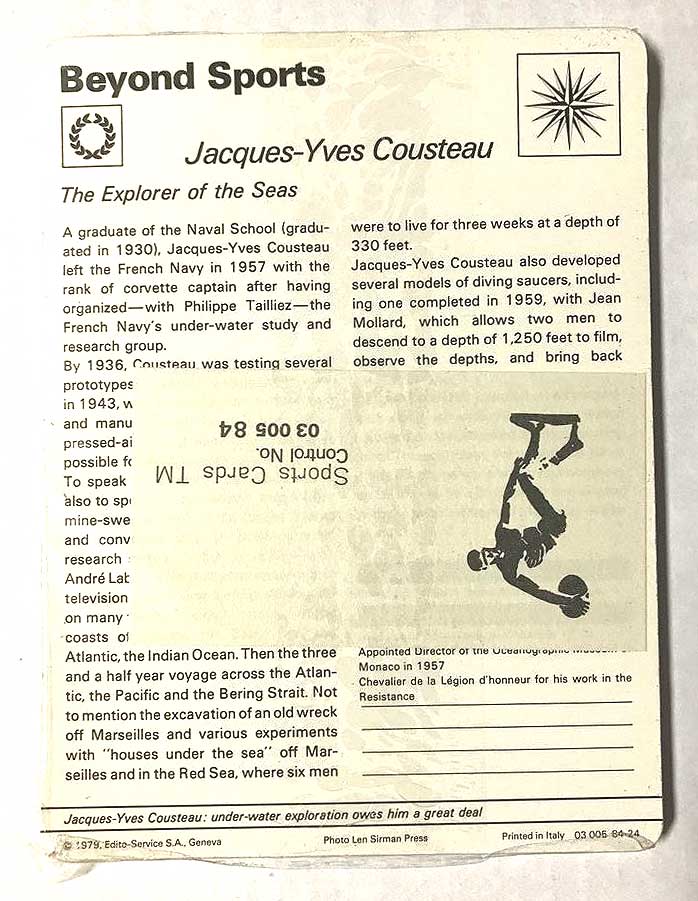 Beyond Sports
Jacques-Yves Cousteau
The Explorer of the Seas
A graduate of the Naval School (gradu-
ated in 1930), Jacques-Yves Cousteau
left the French Navy in 1957 with the
rank of corvette captain after having
organized—with Philippe Tailliez—the
French Navy's under-water study and
research group.
By 1936, Cousteau was testing several
prototypes
in 1943, w
and manu
pressed-ai
possible fo
To speak
also to spe
mine-swe
and conv
research
André Lab
television
on many
coasts of
Atlantic, the Indian Ocean. Then the three
and a half year voyage across the Atlan-
tic, the Pacific and the Bering Strait. Not
to mention the excavation of an old wreck
off Marseilles and various experiments
with "houses under the sea" off Mar-
seilles and in the Red Sea, where six men
were to live for three weeks at a depth of
330 feet.
Jacques-Yves Cousteau also developed
several models of diving saucers, includ-
ing one completed in 1959, with Jean
Mollard, which allows two men to
descend to a depth of 1,250 feet to film,
observe the depths, and bring back
Sports Cards TM
Control No.
03 005 84
Appointed Director of the Oceanographic Museum
Monaco in 1957
Chevalier de la Légion d'honneur for his work in the
Resistance
Jacques-Yves Cousteau: under-water exploration owes him a great deal
© 1979, Edito-Service S.A., Geneva
Photo Len Sirman Press
Printed in Italy 03 005 84-24